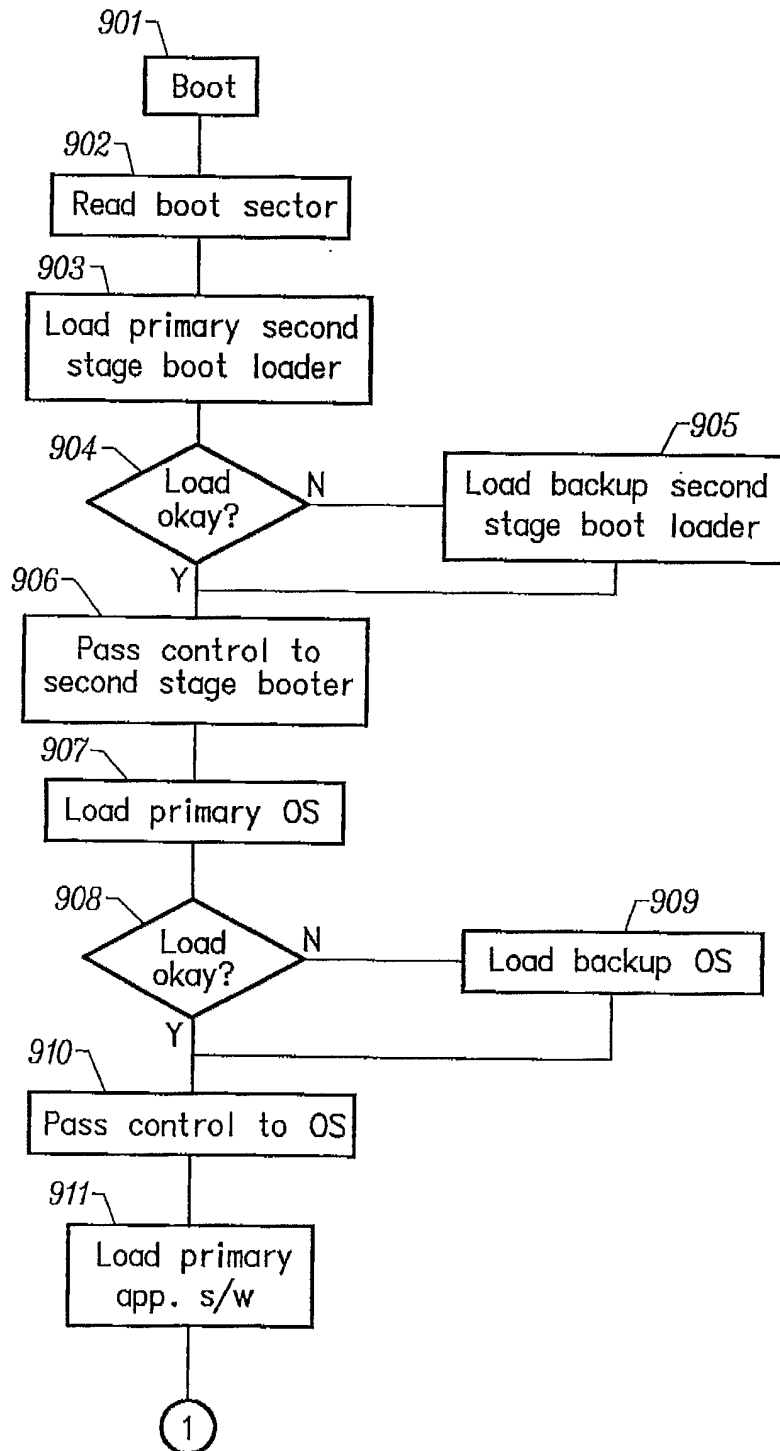 901
Boot
902
Read boot sector
903
Load primary second
stage boot loader
904
Load
okay?
N
Y
905
Load backup second
stage boot loader
906
Pass control to
second stage booter
907
Load primary OS
908
Load
okay?
N
Y
909
Load backup OS
910
Pass control to OS
911
Load primary
app. s/w
1